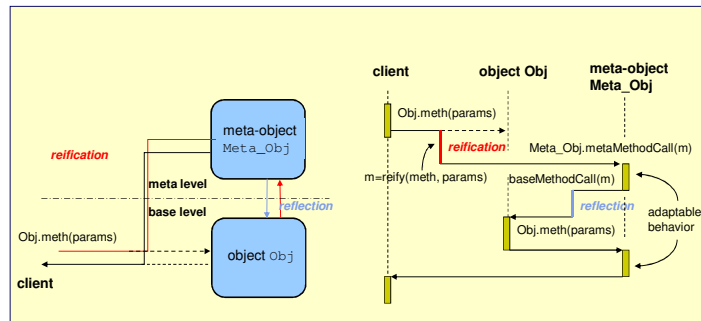 meta-object
Meta_Obj
reification
meta level
base level
reflection
Obj.meth(params)
object Obj
client
client
object Obj
meta-object
Meta_Obj
Obj.meth(params)
reification
Meta_Obj.metaMethodCall(m)
m=reify(meth, params)
baseMethodCall(m)
reflection
Obj.meth(params)
adaptable
behavior